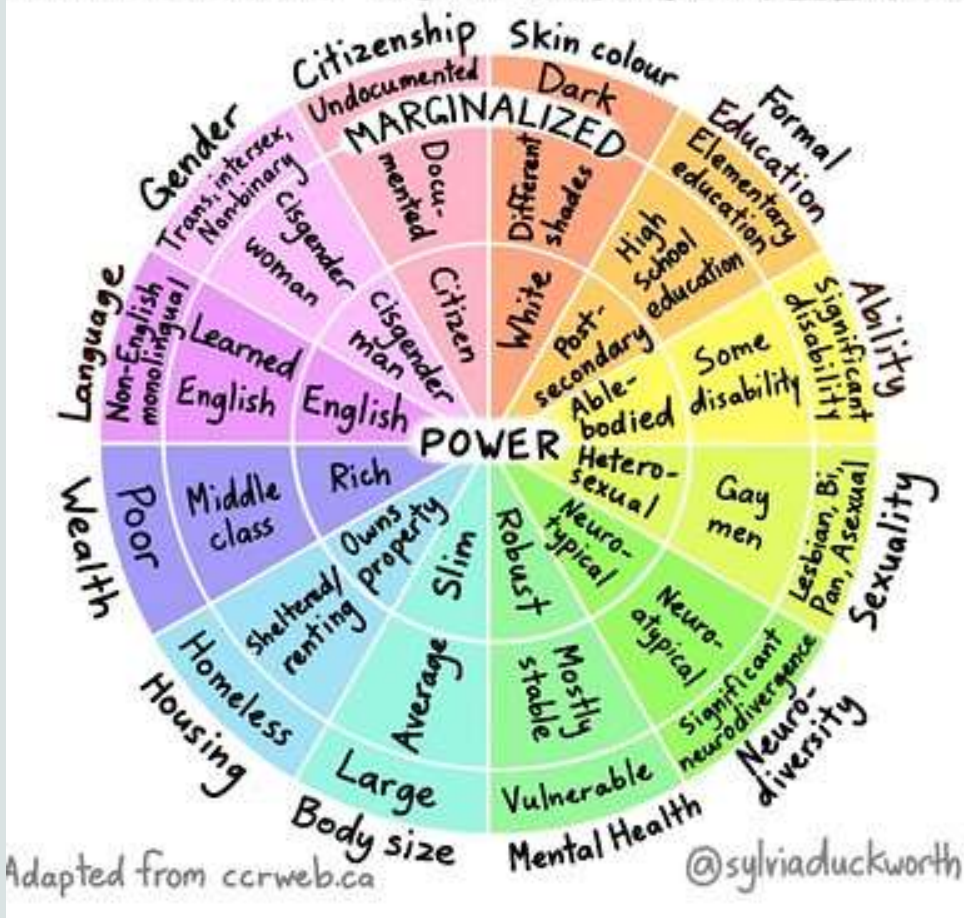 Citizenship
Undocumented
Docu-
mented
Citizen
MARGINALIZED
Skin colour
Dark
Different
shades
White
Formal
Education
Elementary
education
High
School
education
Post-
secondary
Ability
Significant
disability
Some
disability
Able-
bodied
Sexuality
Lesbian, Bi,
Pan, Asexual
Gay
men
Hetero-
sexual
Neuro-
diversity
Significant
neurodivergence
Neuro-
atypical
Neuro-
typical
Mental Health
Vulnerable
Mostly
stable
Robust
Body size
Large
Average
Slim
Housing
Homeless
Sheltered/
renting
Owns
property
Wealth
Poor
Middle
class
Rich
Language
Non-English
monolingual
Learned
English
English
Gender
Trans, intersex,
Non-binary
cisgender
woman
cisgender
man
POWER
Adapted from ccrweb.ca
@sylviaduckworth